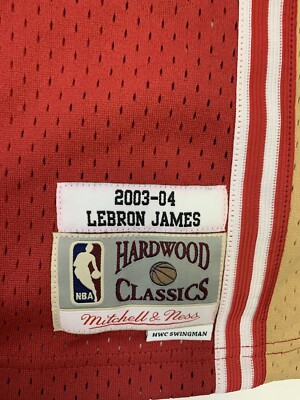 2003-04
LEBRON JAMES
NBA
HARDWOOD
CLASSICS
Mitchell & Ness
HWC SWINGMAN